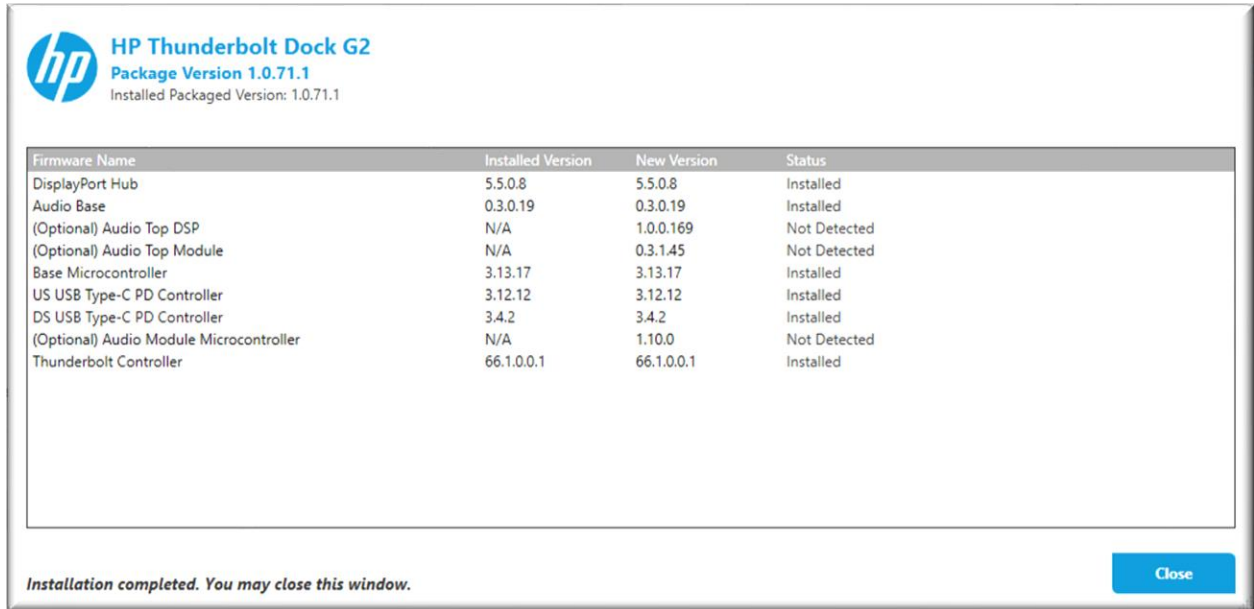 hp
HP Thunderbolt Dock G2
Package Version 1.0.71.1
Installed Packaged Version: 1.0.71.1
Firmware Name Installed Version New Version Status
DisplayPort Hub 5.5.0.8 5.5.0.8 Installed
Audio Base 0.3.0.19 0.3.0.19 Installed
(Optional) Audio Top DSP N/A 1.0.0.169 Not Detected
(Optional) Audio Top Module N/A 0.3.1.45 Not Detected
Base Microcontroller 3.13.17 3.13.17 Installed
US USB Type-C PD Controller 3.12.12 3.12.12 Installed
DS USB Type-C PD Controller 3.4.2 3.4.2 Installed
(Optional) Audio Module Microcontroller N/A 1.10.0 Not Detected
Thunderbolt Controller 66.1.0.0.1 66.1.0.0.1 Installed
Installation completed. You may close this window.
Close